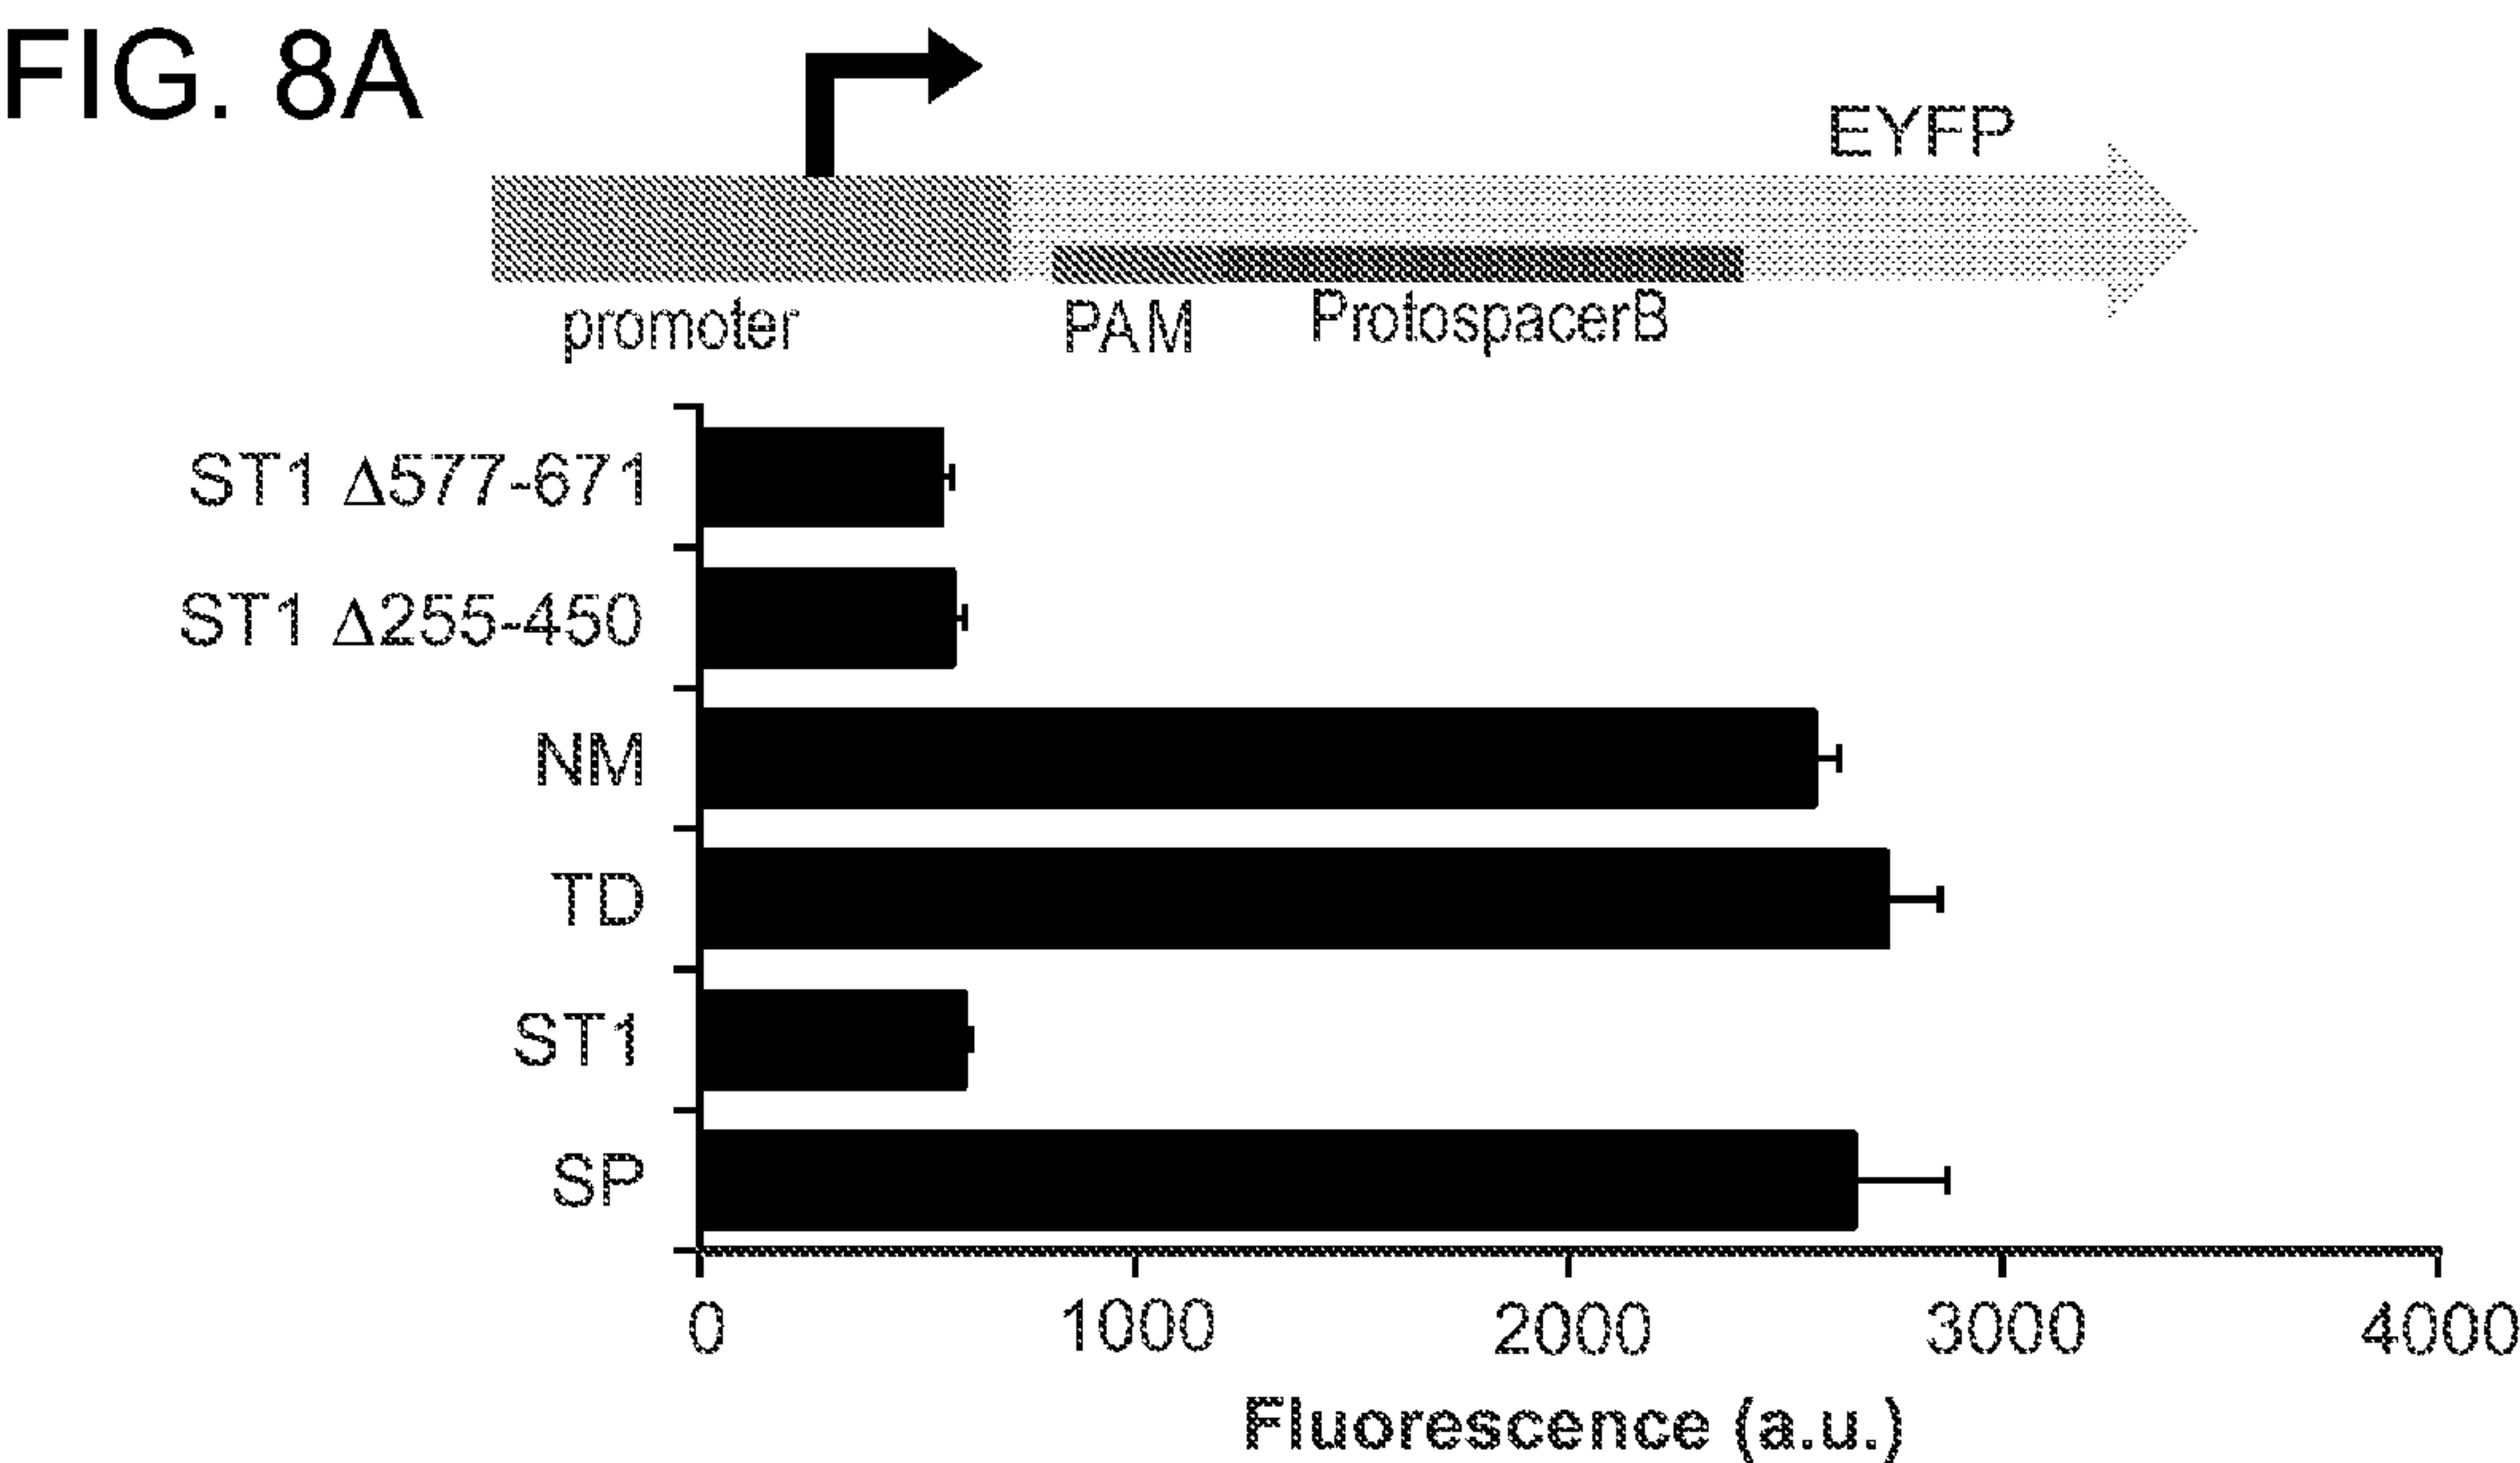 FIG. 8A
EYFP
promoter
PAM
ProtospacerB
ST1 Δ577-671
ST1 Δ255-450
NM
TD
ST1
SP
0 1000 2000 3000 4000
Fluorescence (a.u.)